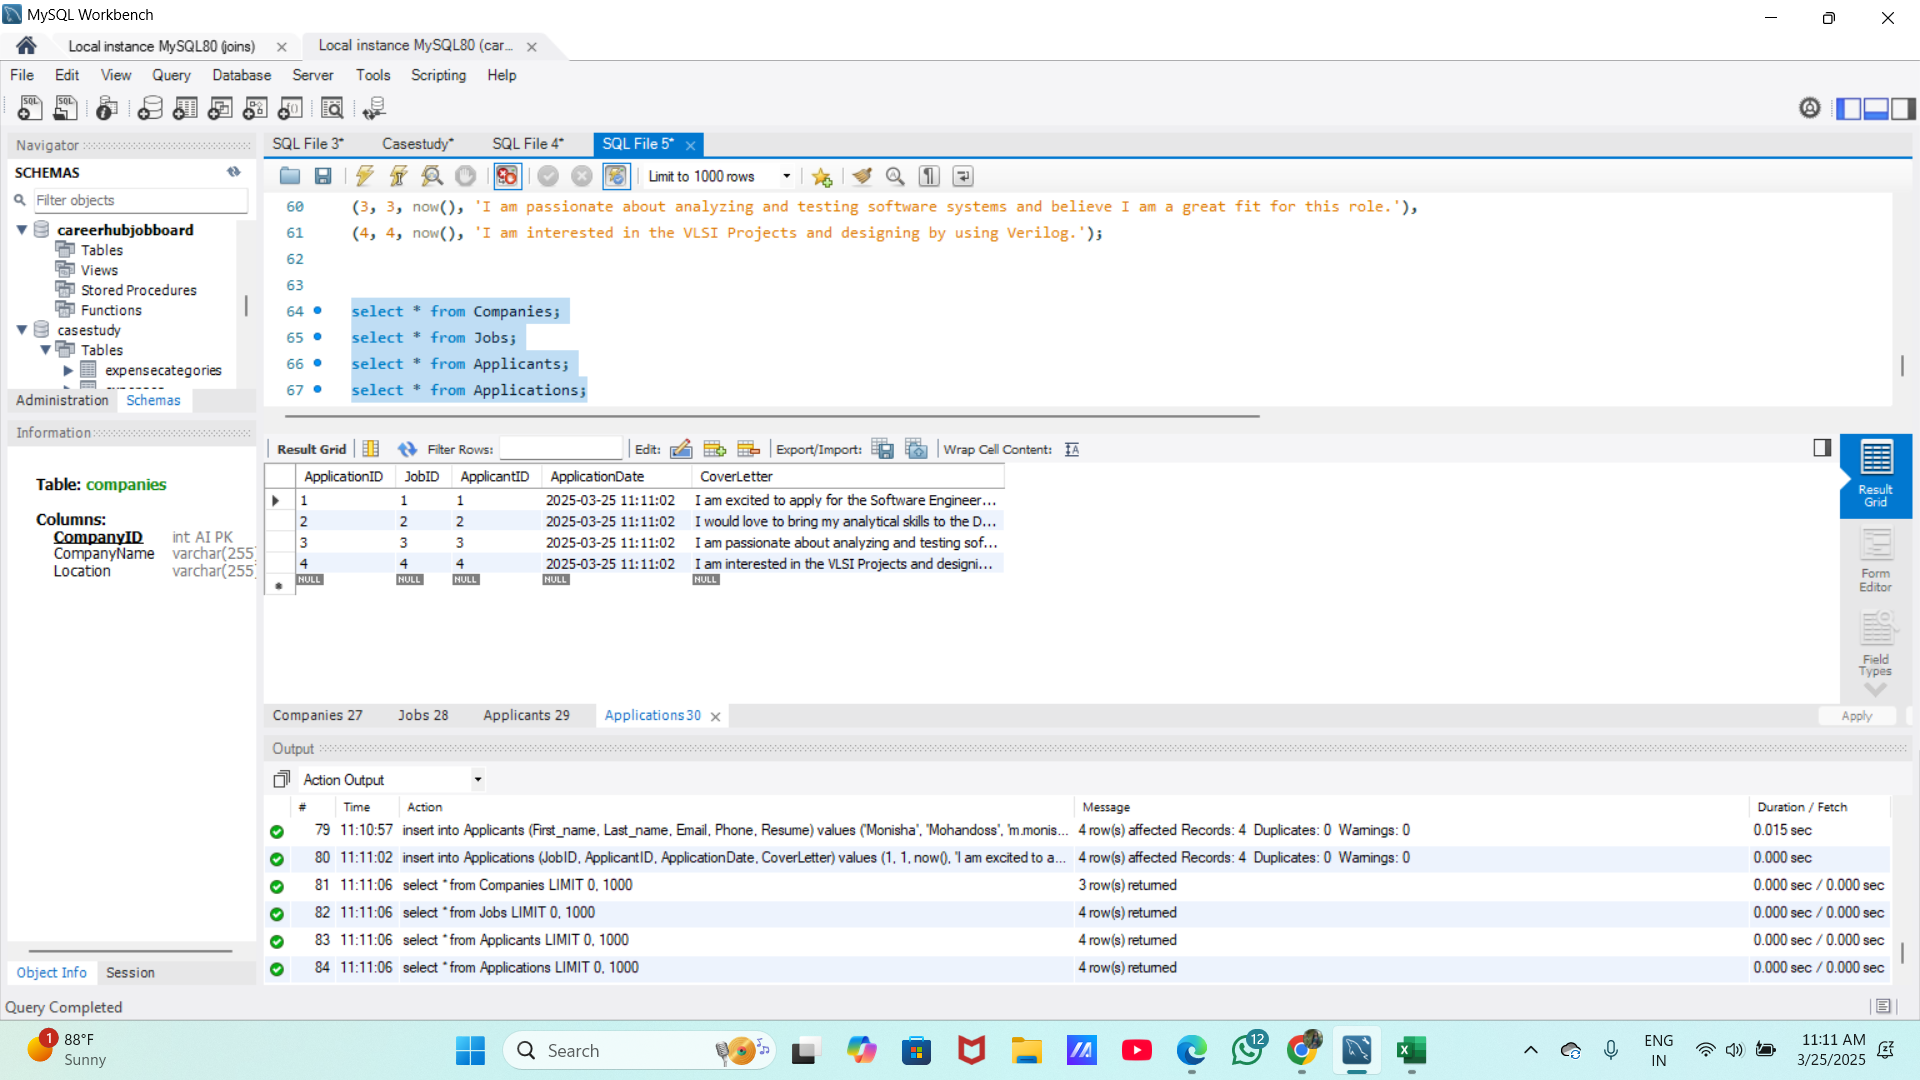 MySQL Workbench
Local instance MySQL80 (joins)
Local instance MySQL80 (car...
File Edit View Query Database Server Tools Scripting Help
Navigator
SCHEMAS
Filter objects
careerhubjobboard
Tables
Views
Stored Procedures
Functions
casestudy
Tables
expensecategories
Administration Schemas
Information
Table: companies
Columns:
CompanyID int AI PK
CompanyName varchar(255)
Location varchar(255)
Object Info Session
SQL File 3* Casestudy* SQL File 4* SQL File 5*
Limit to 1000 rows
60 (3, 3, now(), 'I am passionate about analyzing and testing software systems and believe I am a great fit for this role.'),
61 (4, 4, now(), 'I am interested in the VLSI Projects and designing by using Verilog.');
62
63
64 select * from Companies;
65 select * from Jobs;
66 select * from Applicants;
67 select * from Applications;
Result Grid Filter Rows: Edit: Export/Import: Wrap Cell Content:
ApplicationID JobID ApplicantID ApplicationDate CoverLetter
1 1 1 2025-03-25 11:11:02 I am excited to apply for the Software Engineer...
2 2 2 2025-03-25 11:11:02 I would love to bring my analytical skills to the D...
3 3 3 2025-03-25 11:11:02 I am passionate about analyzing and testing sof...
4 4 4 2025-03-25 11:11:02 I am interested in the VLSI Projects and designi...
NULL NULL NULL NULL NULL
Result Grid
Form Editor
Field Types
Companies 27 Jobs 28 Applicants 29 Applications 30
Apply
Output
Action Output
# Time Action Message Duration / Fetch
79 11:10:57 insert into Applicants (First_name, Last_name, Email, Phone, Resume) values ('Monisha', 'Mohandoss', 'm.monis... 4 row(s) affected Records: 4 Duplicates: 0 Warnings: 0 0.015 sec
80 11:11:02 insert into Applications (JobID, ApplicantID, ApplicationDate, CoverLetter) values (1, 1, now(), 'I am excited to a... 4 row(s) affected Records: 4 Duplicates: 0 Warnings: 0 0.000 sec
81 11:11:06 select * from Companies LIMIT 0, 1000 3 row(s) returned 0.000 sec / 0.000 sec
82 11:11:06 select * from Jobs LIMIT 0, 1000 4 row(s) returned 0.000 sec / 0.000 sec
83 11:11:06 select * from Applicants LIMIT 0, 1000 4 row(s) returned 0.000 sec / 0.000 sec
84 11:11:06 select * from Applications LIMIT 0, 1000 4 row(s) returned 0.000 sec / 0.000 sec
Query Completed
1
88°F
Sunny
Search
12
ENG
IN
11:11 AM
3/25/2025